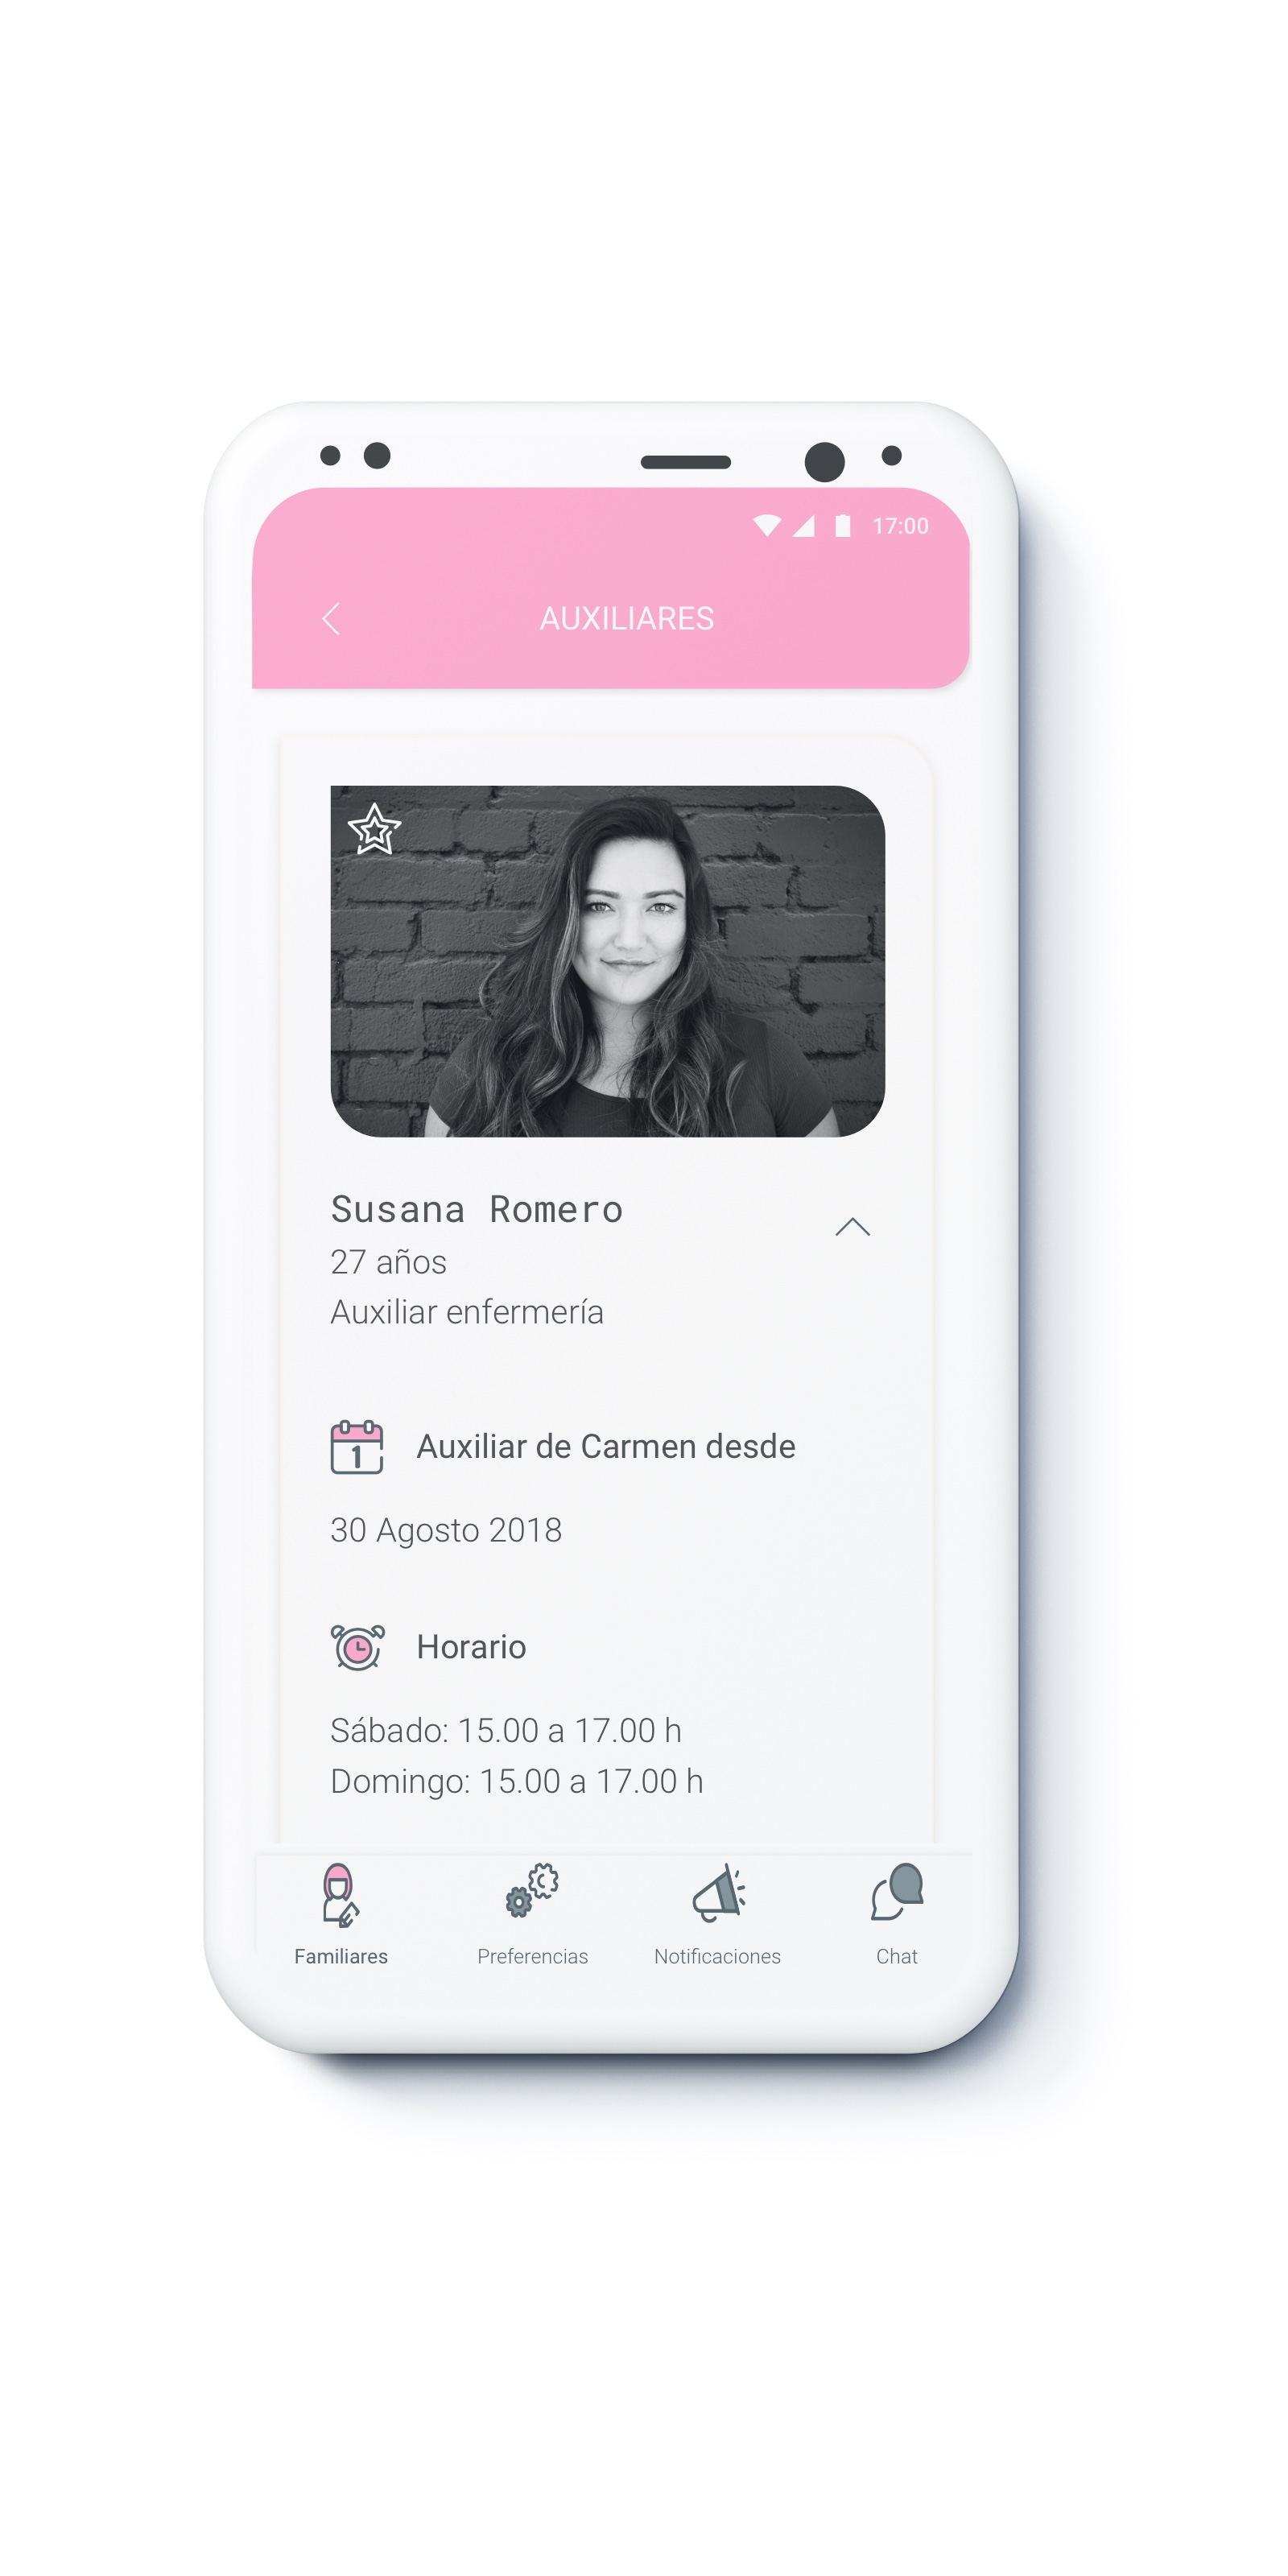 17:00
AUXILIARES
Susana Romero
27 años
Auxiliar enfermería
1
Auxiliar de Carmen desde
30 Agosto 2018
Horario
Sábado: 15.00 a 17.00 h
Domingo: 15.00 a 17.00 h
Familiares Preferencias Notificaciones Chat